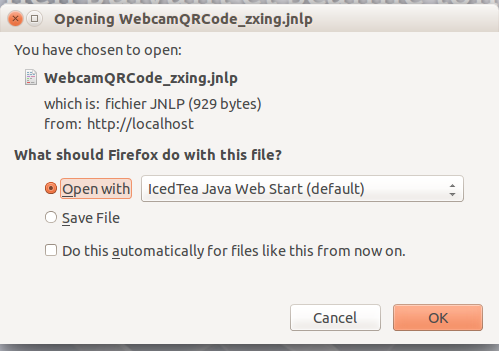 Opening WebcamQRCode_zxing.jnlp
You have chosen to open:
WebcamQRCode_zxing.jnlp
which is: fichier JNLP (929 bytes)
from: http://localhost
What should Firefox do with this file?
Open with IcedTea Java Web Start (default)
Save File
Do this automatically for files like this from now on.
Cancel OK